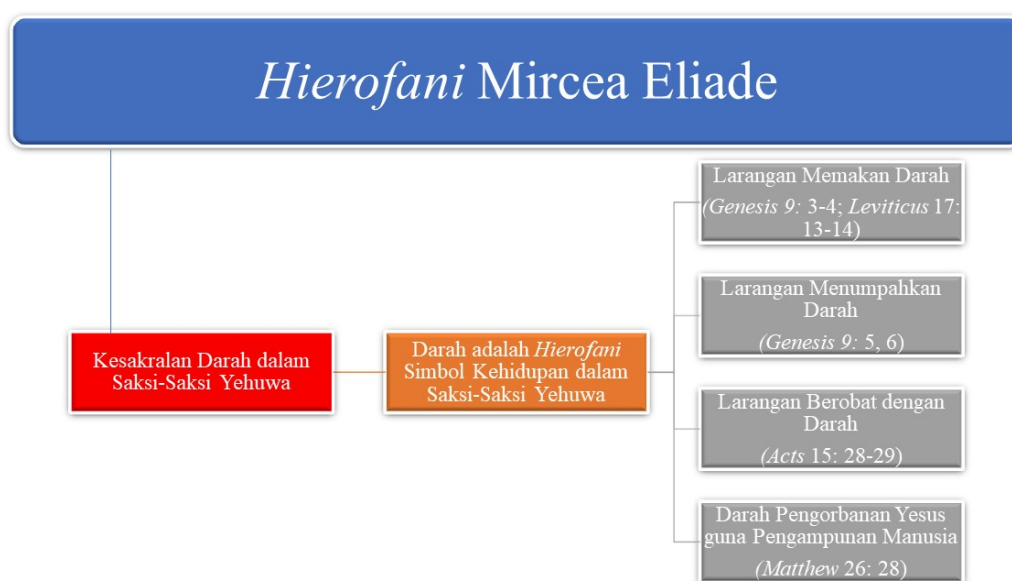 Hierofani Mircea Eliade
Kesakralan Darah dalam
Saksi-Saksi Yehuwa
Darah adalah Hierofani
Simbol Kehidupan dalam
Saksi-Saksi Yehuwa
Larangan Memakan Darah
(Genesis 9: 3-4; Leviticus 17:
13-14)
Larangan Menumpahkan
Darah
(Genesis 9: 5, 6)
Larangan Berobat dengan
Darah
(Acts 15: 28-29)
Darah Pengorbanan Yesus
guna Pengampunan Manusia
(Matthew 26: 28)